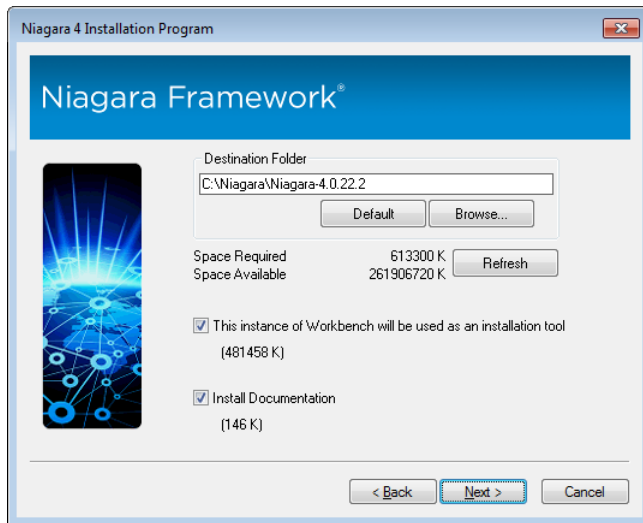 Niagara 4 Installation Program
Niagara Framework®
Destination Folder
C:\Niagara\Niagara-4.0.22.2
Default Browse...
Space Required 613300 K
Space Available 261906720 K
Refresh
This instance of Workbench will be used as an installation tool
(481458 K)
Install Documentation
(146 K)
< Back Next > Cancel